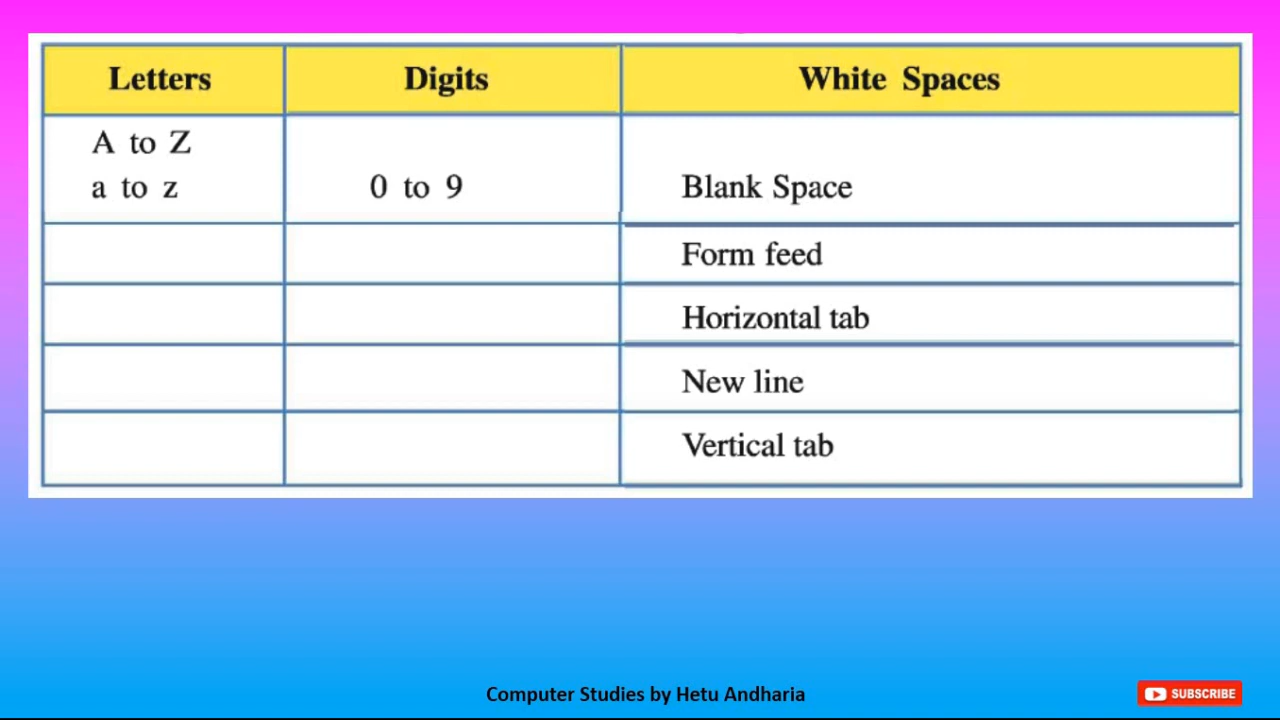 Letters Digits White Spaces
A to Z
a to z 0 to 9 Blank Space
Form feed
Horizontal tab
New line
Vertical tab
Computer Studies by Hetu Andharia
SUBSCRIBE